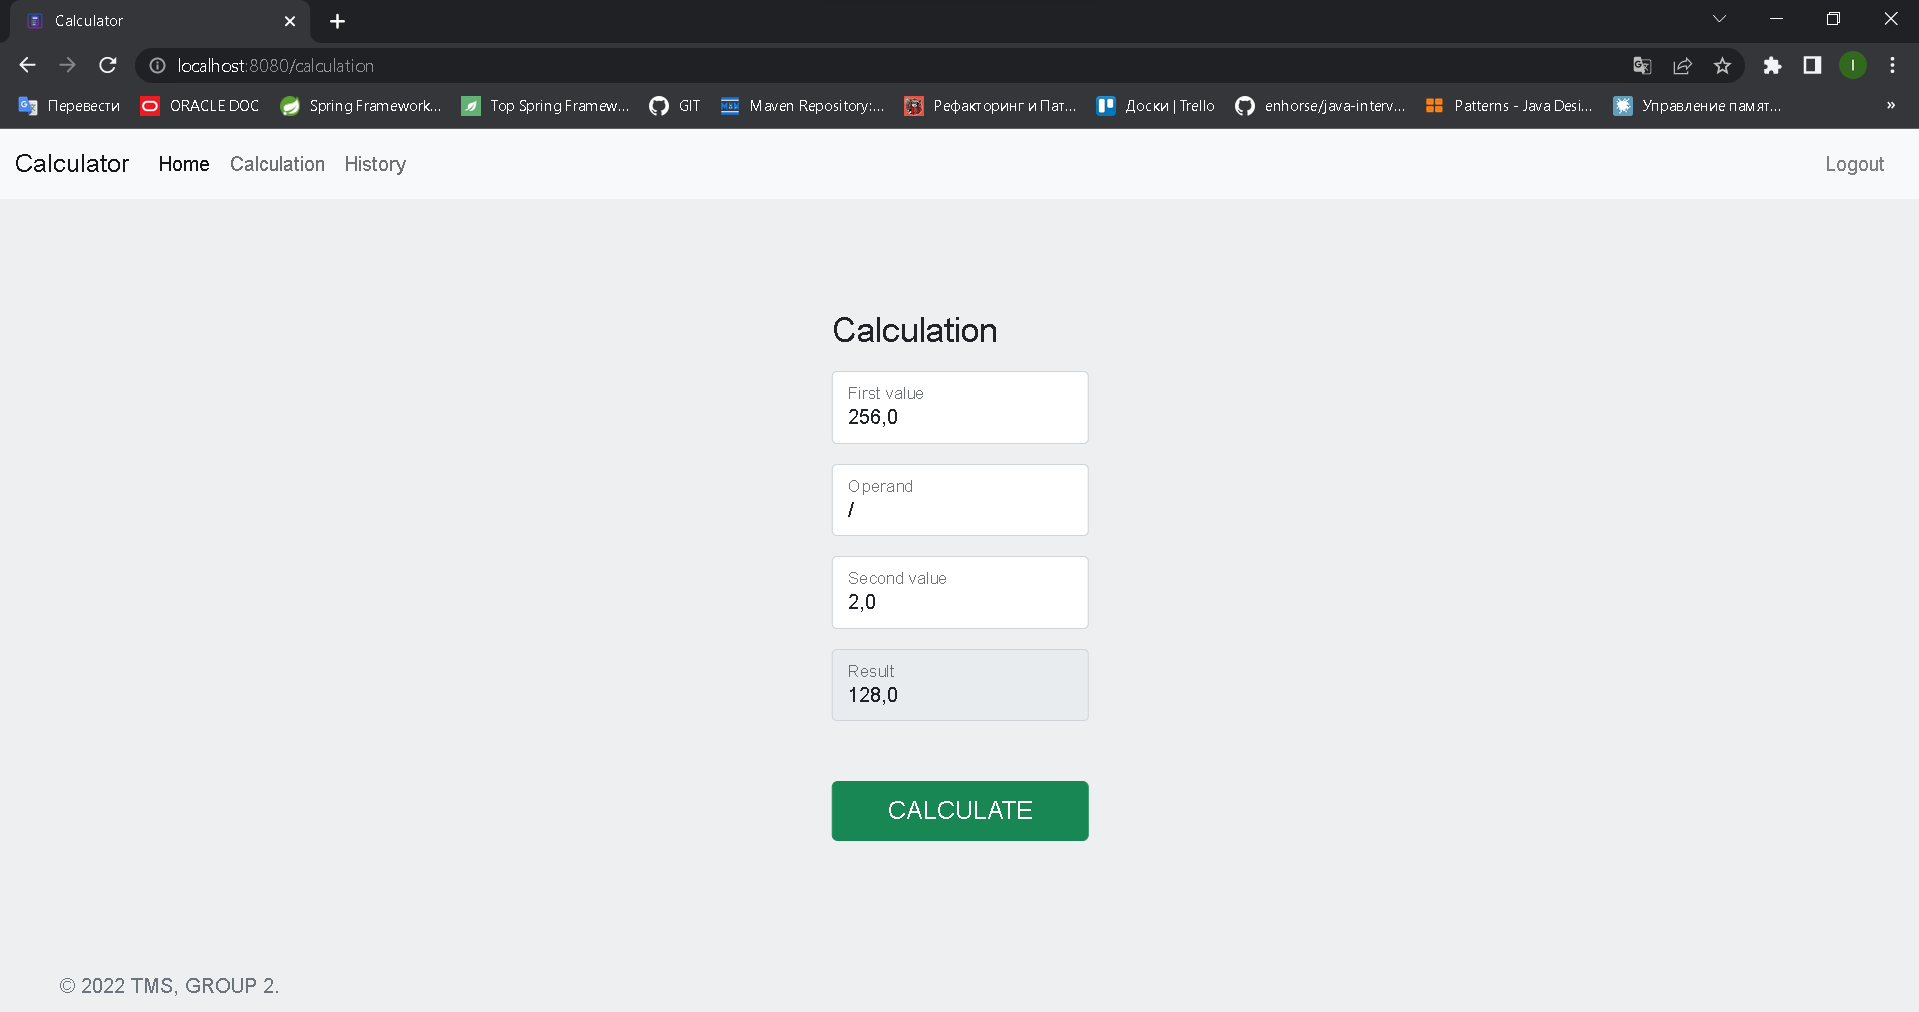 Calculator
localhost:8080/calculation
Перевести ORACLE DOC Spring Framework... Top Spring Framew... GIT Maven Repository:... Рефакторинг и Пат... Доски | Trello enhorse/java-interv... Patterns - Java Desi... Управление памят... »
Calculator Home Calculation History Logout
Calculation
First value
256,0
Operand
/
Second value
2,0
Result
128,0
CALCULATE
© 2022 TMS, GROUP 2.